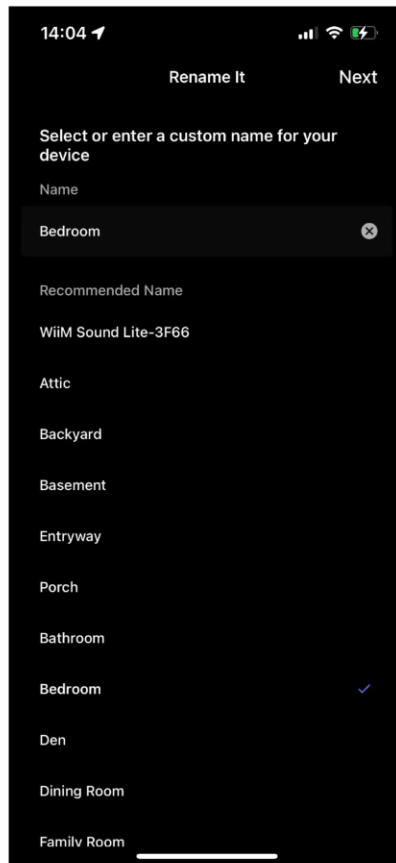 14:04
Rename It
Next
Select or enter a custom name for your
device
Name
Bedroom
Recommended Name
WiiM Sound Lite-3F66
Attic
Backyard
Basement
Entryway
Porch
Bathroom
Bedroom
Den
Dining Room
Family Room